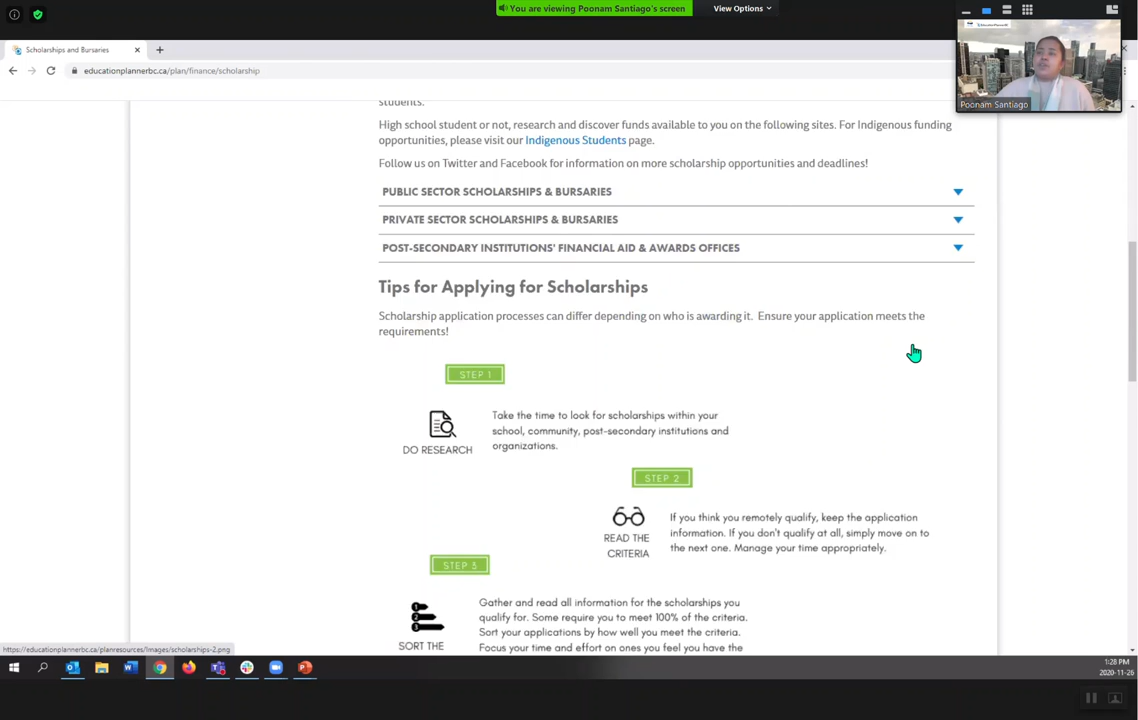 You are viewing Poonam Santiago's screen
View Options
Scholarships and Bursaries
educationplannerbc.ca/plan/finance/scholarship
Poonam Santiago
students.
High school student or not, research and discover funds available to you on the following sites. For Indigenous funding
opportunities, please visit our Indigenous Students page.
Follow us on Twitter and Facebook for information on more scholarship opportunities and deadlines!
PUBLIC SECTOR SCHOLARSHIPS & BURSARIES
PRIVATE SECTOR SCHOLARSHIPS & BURSARIES
POST-SECONDARY INSTITUTIONS' FINANCIAL AID & AWARDS OFFICES
Tips for Applying for Scholarships
Scholarship application processes can differ depending on who is awarding it. Ensure your application meets the
requirements!
STEP 1
DO RESEARCH
Take the time to look for scholarships within your
school, community, post-secondary institutions and
organizations.
STEP 2
READ THE
CRITERIA
If you think you remotely qualify, keep the application
information. If you don't qualify at all, simply move on to
the next one. Manage your time appropriately.
STEP 3
SORT THE
Gather and read all information for the scholarships you
qualify for. Some require you to meet 100% of the criteria.
Sort your applications by how well you meet the criteria.
Focus your time and effort on ones you feel you have the
https://educationplannerbc.ca/planresources/Images/scholarships-2.png
1:28 PM
2020-11-26